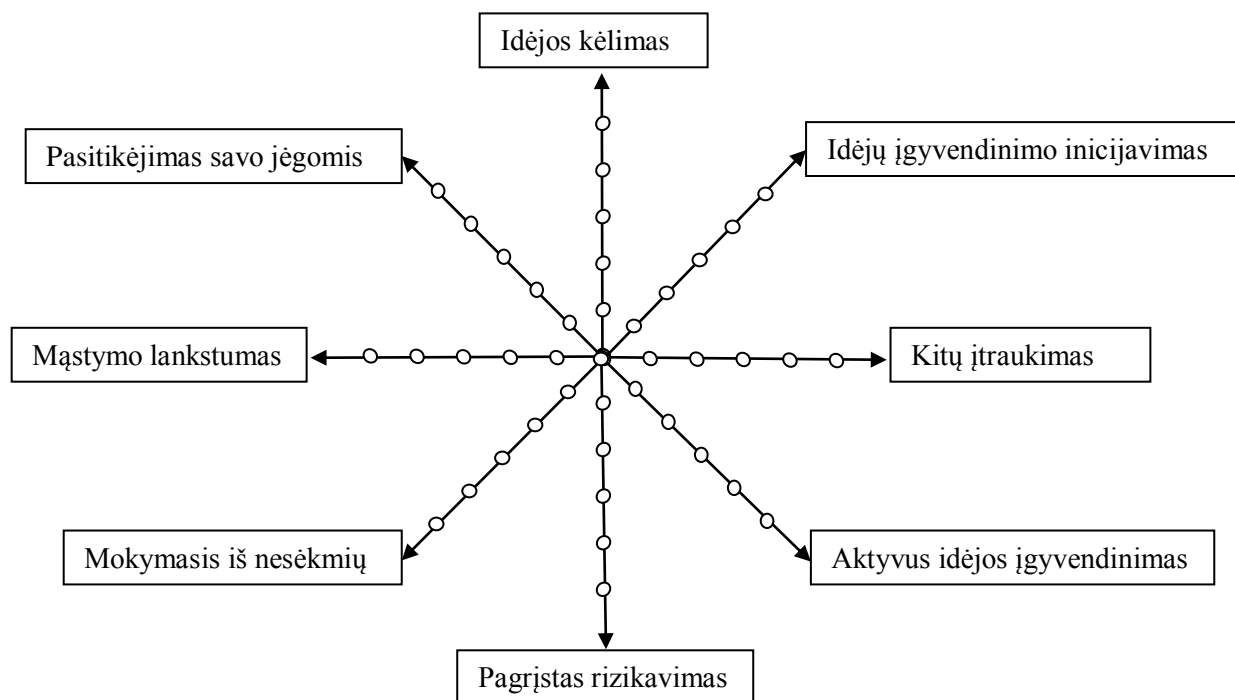 Idėjos kėlimas
Pasitikėjimas savo jėgomis
Idėjų įgyvendinimo inicijavimas
Mąstymo lankstumas
Kitų įtraukimas
Mokymasis iš nesėkmių
Aktyvus idėjos įgyvendinimas
Pagrįstas rizikavimas